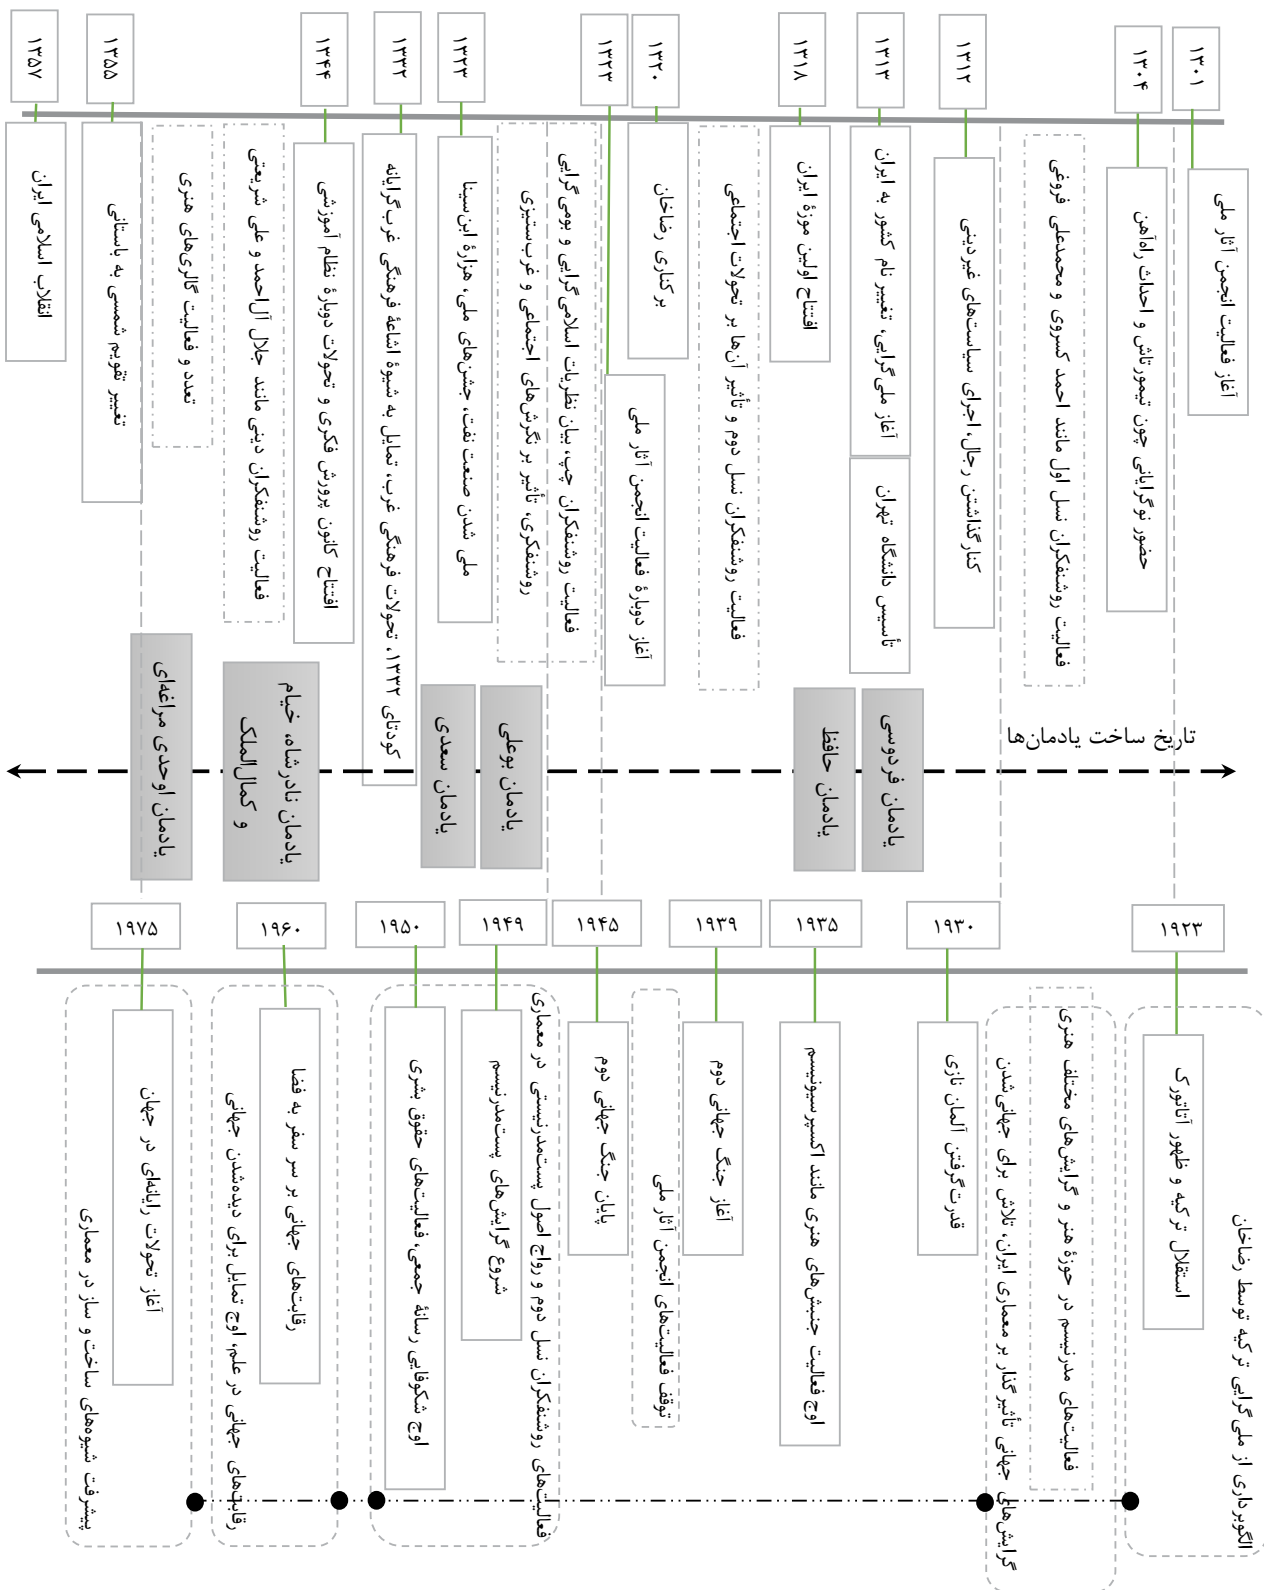 ۱۳۰۱
۱۳۰۴
۱۳۱۲
۱۳۱۳
۱۳۱۸
۱۳۲۰
۱۳۲۳
۱۳۲۳
۱۳۳۲
۱۳۴۴
۱۳۵۵
۱۳۵۷
آغاز فعالیت انجمن آثار ملی
حضور نوگرایانی چون تیمورتاش و احداث راه‌آهن
فعالیت روشنفکران نسل اول مانند احمد کسروی و محمدعلی فروغی
کنارگذاشتن رجال، اجرای سیاست‌های غیردینی
آغاز ملی‌گرایی، تغییر نام کشور به ایران
تأسیس دانشگاه تهران
افتتاح اولین موزهٔ ایران
فعالیت روشنفکران نسل دوم و تأثیر آن‌ها بر تحولات اجتماعی
برکناری رضاخان
آغاز دوبارهٔ فعالیت انجمن آثار ملی
فعالیت روشنفکران چپ، بیان نظریات اسلامی‌گرایی و بومی‌گرایی
روشنفکری، تأثیر بر نگرش‌های اجتماعی و غرب‌ستیزی
ملی شدن صنعت نفت، جشن‌های ملی، هزارهٔ ابن‌سینا
کودتای ۱۳۳۲، تحولات فرهنگی غرب، تمایل به شیوهٔ اشاعهٔ فرهنگی غرب‌گرایانه
افتتاح کانون پرورش فکری و تحولات دوبارهٔ نظام آموزشی
فعالیت روشنفکران دینی مانند جلال آل‌احمد و علی شریعتی
تعدد و فعالیت گالری‌های هنری
تغییر تقویم شمسی به باستانی
انقلاب اسلامی ایران
تاریخ ساخت یادمان‌ها
یادمان فردوسی
یادمان حافظ
یادمان بوعلی
یادمان سعدی
یادمان نادرشاه، خیام
و کمال‌الملک
یادمان اوحدی مراغه‌ای
۱۹۲۳
۱۹۳۰
۱۹۳۵
۱۹۳۹
۱۹۴۵
۱۹۴۹
۱۹۵۰
۱۹۶۰
۱۹۷۵
الگوبرداری از ملی‌گرایی ترکیه توسط رضاخان
استقلال ترکیه و ظهور آتاتورک
فعالیت‌های مدرنیسم در حوزهٔ هنر و گرایش‌های مختلف هنری
گرایش‌های جهانی تأثیرگذار بر معماری ایران، تلاش برای جهانی‌شدن
قدرت‌گرفتن آلمان نازی
اوج فعالیت جنبش‌های هنری مانند اکسپرسیونیسم
آغاز جنگ جهانی دوم
توقف فعالیت‌های انجمن آثار ملی
پایان جنگ جهانی دوم
فعالیت‌های روشنفکران نسل دوم و رواج اصول پست‌مدرنیستی در معماری
شروع گرایش‌های پست‌مدرنیسم
اوج شکوفایی رسانهٔ جمعی، فعالیت‌های حقوق بشری
رقابت‌های جهانی بر سر سفر به فضا
رقابت‌های جهانی در علم، اوج تمایل برای دیده‌شدن جهانی
آغاز تحولات رایانه‌ای در جهان
پیشرفت شیوه‌های ساخت و ساز در معماری